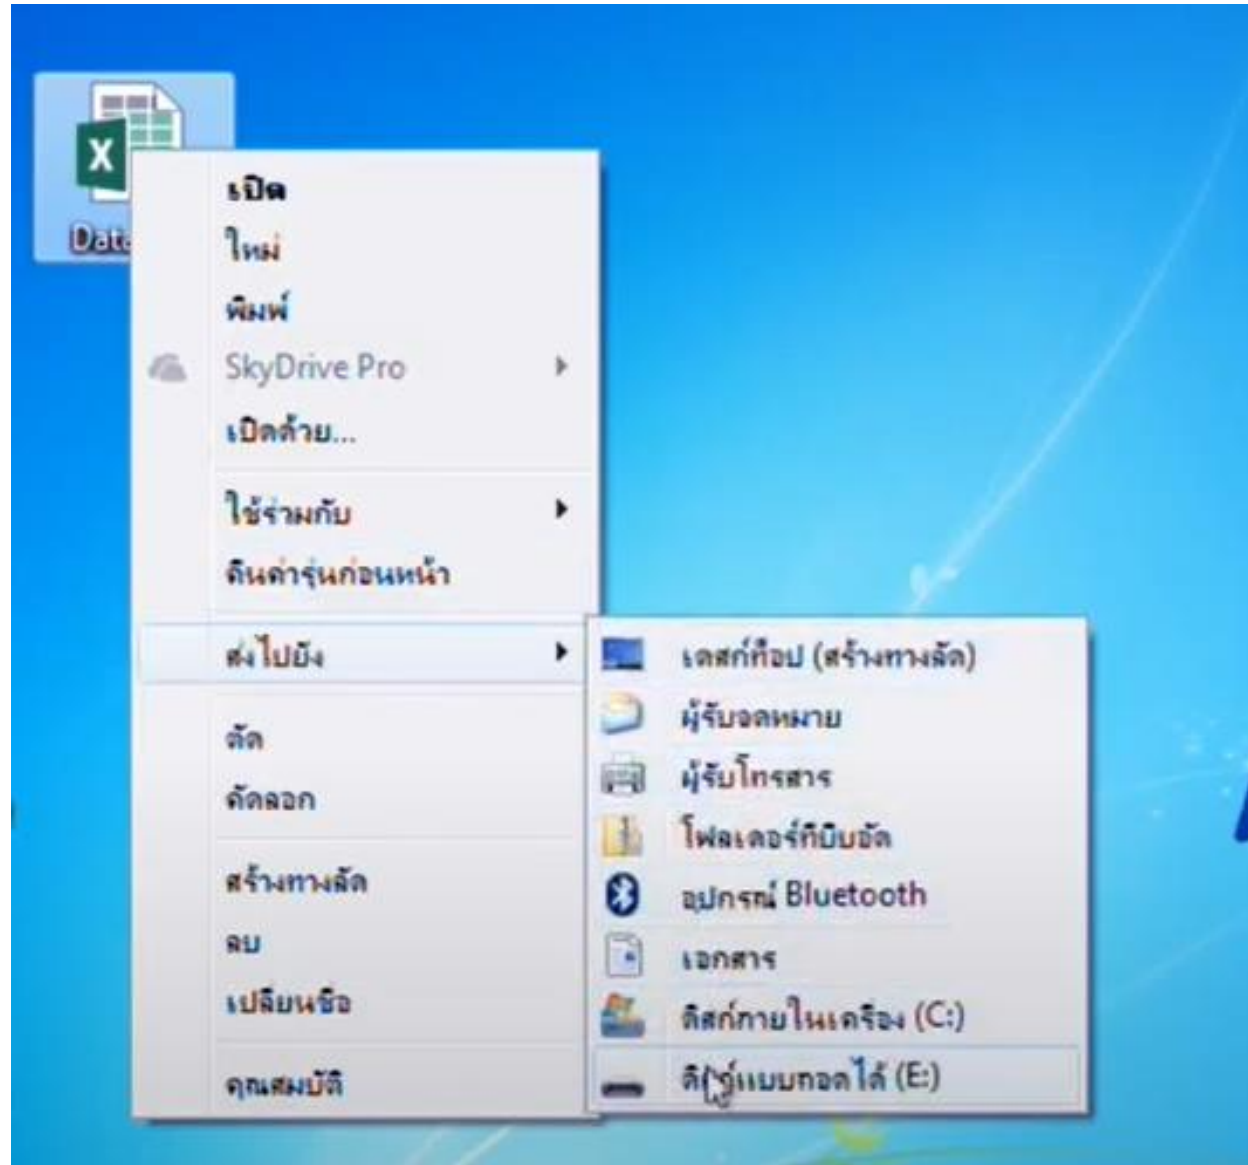 Data
เปิด
ใหม่
พิมพ์
SkyDrive Pro
เปิดด้วย...
ใช้ร่วมกับ
คืนค่ารุ่นก่อนหน้า
ส่งไปยัง
ตัด
คัดลอก
สร้างทางลัด
ลบ
เปลี่ยนชื่อ
คุณสมบัติ
เดสก์ท็อป (สร้างทางลัด)
ผู้รับจดหมาย
ผู้รับโทรสาร
โฟลเดอร์ที่บีบอัด
อุปกรณ์ Bluetooth
เอกสาร
ดิสก์ภายในเครื่อง (C:)
ดิสก์แบบถอดได้ (E:)